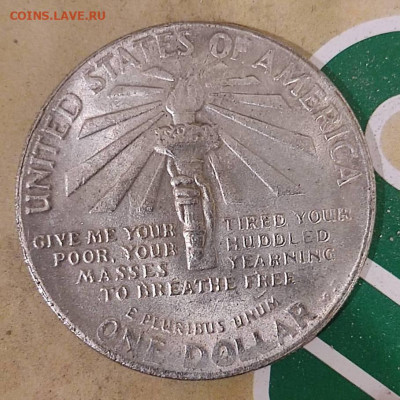 COINS.LAVE.RU
UNITED STATES OF AMERICA
GIVE ME YOUR TIRED, YOUR
POOR, YOUR HUDDLED
MASSES YEARNING
TO BREATHE FREE
E PLURIBUS UNUM
ONE DOLLAR